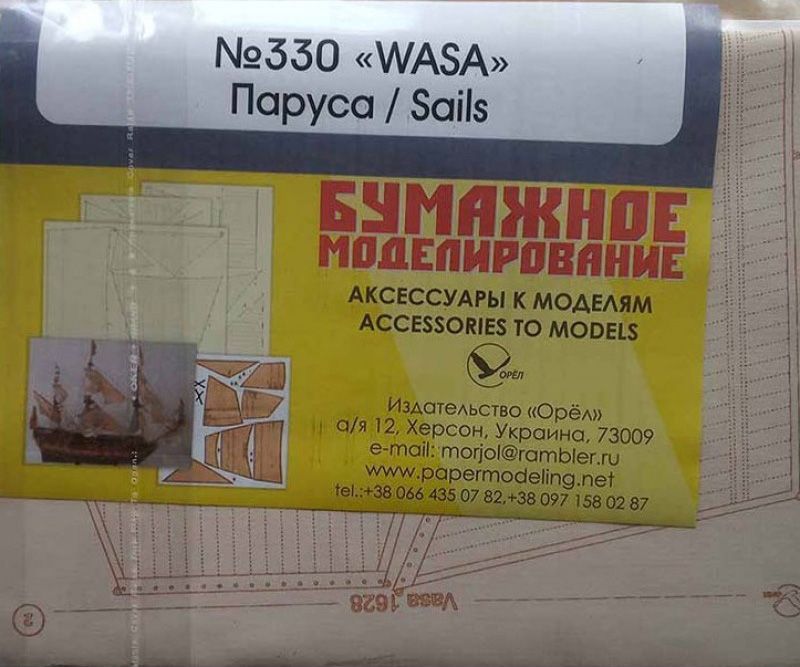 №330 «WASA»
Паруса / Sails
БУМАЖНОЕ
МОДЕЛИРОВАНИЕ
АКСЕССУАРЫ К МОДЕЛЯМ
ACCESSORIES TO MODELS
ОРЁЛ
Издательство «Орёл»
а/я 12, Херсон, Украина, 73009
e-mail: morjol@rambler.ru
www.papermodeling.net
tel.:+38 066 435 07 82,+38 097 158 02 87
Vasa 1628
2